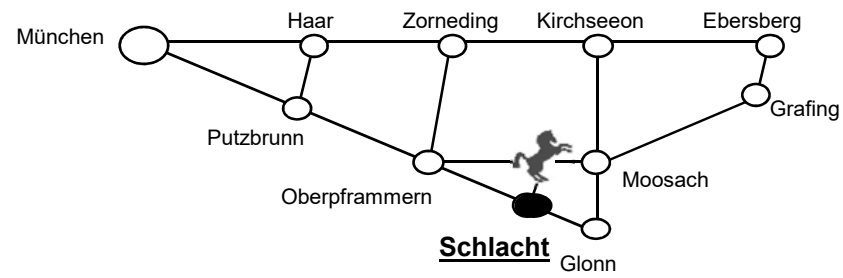 München
Haar
Zorneding
Kirchseeon
Ebersberg
Grafing
Putzbrunn
Oberpframmern
Moosach
Schlacht
Glonn